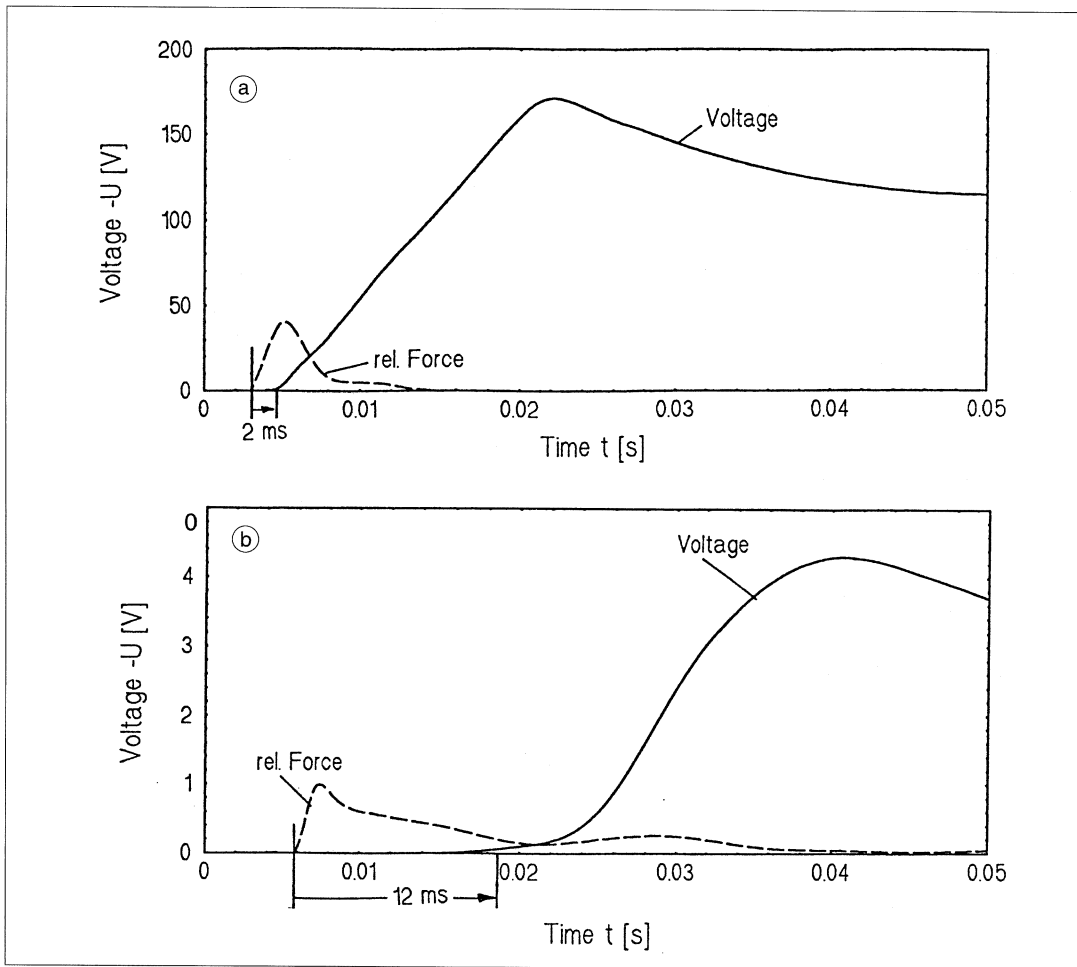 200
ⓐ
Voltage
150
Voltage -U [V]
100
50
rel. Force
0
0 0.01 0.02 0.03 0.04 0.05
2 ms
Time t [s]
0
ⓑ
Voltage
4
3
Voltage -U [V]
2
rel. Force
1
0
0 0.01 0.02 0.03 0.04 0.05
12 ms
Time t [s]